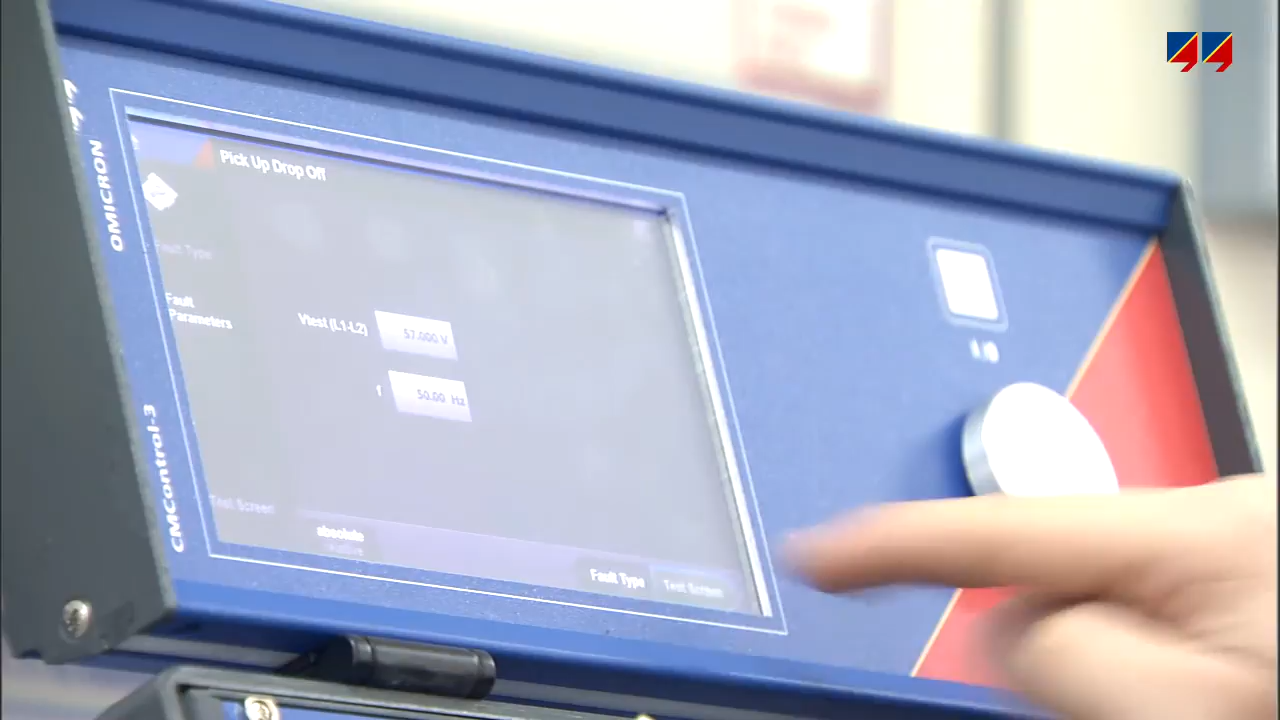 OMICRON
CMControl-3
Pick Up Drop Off
Fault Type
Fault
Parameters
Vtest (L1-L2)
57.000 V
f
50.00 Hz
Test Screen
absolute
Fault Type
Test Screen
I/0